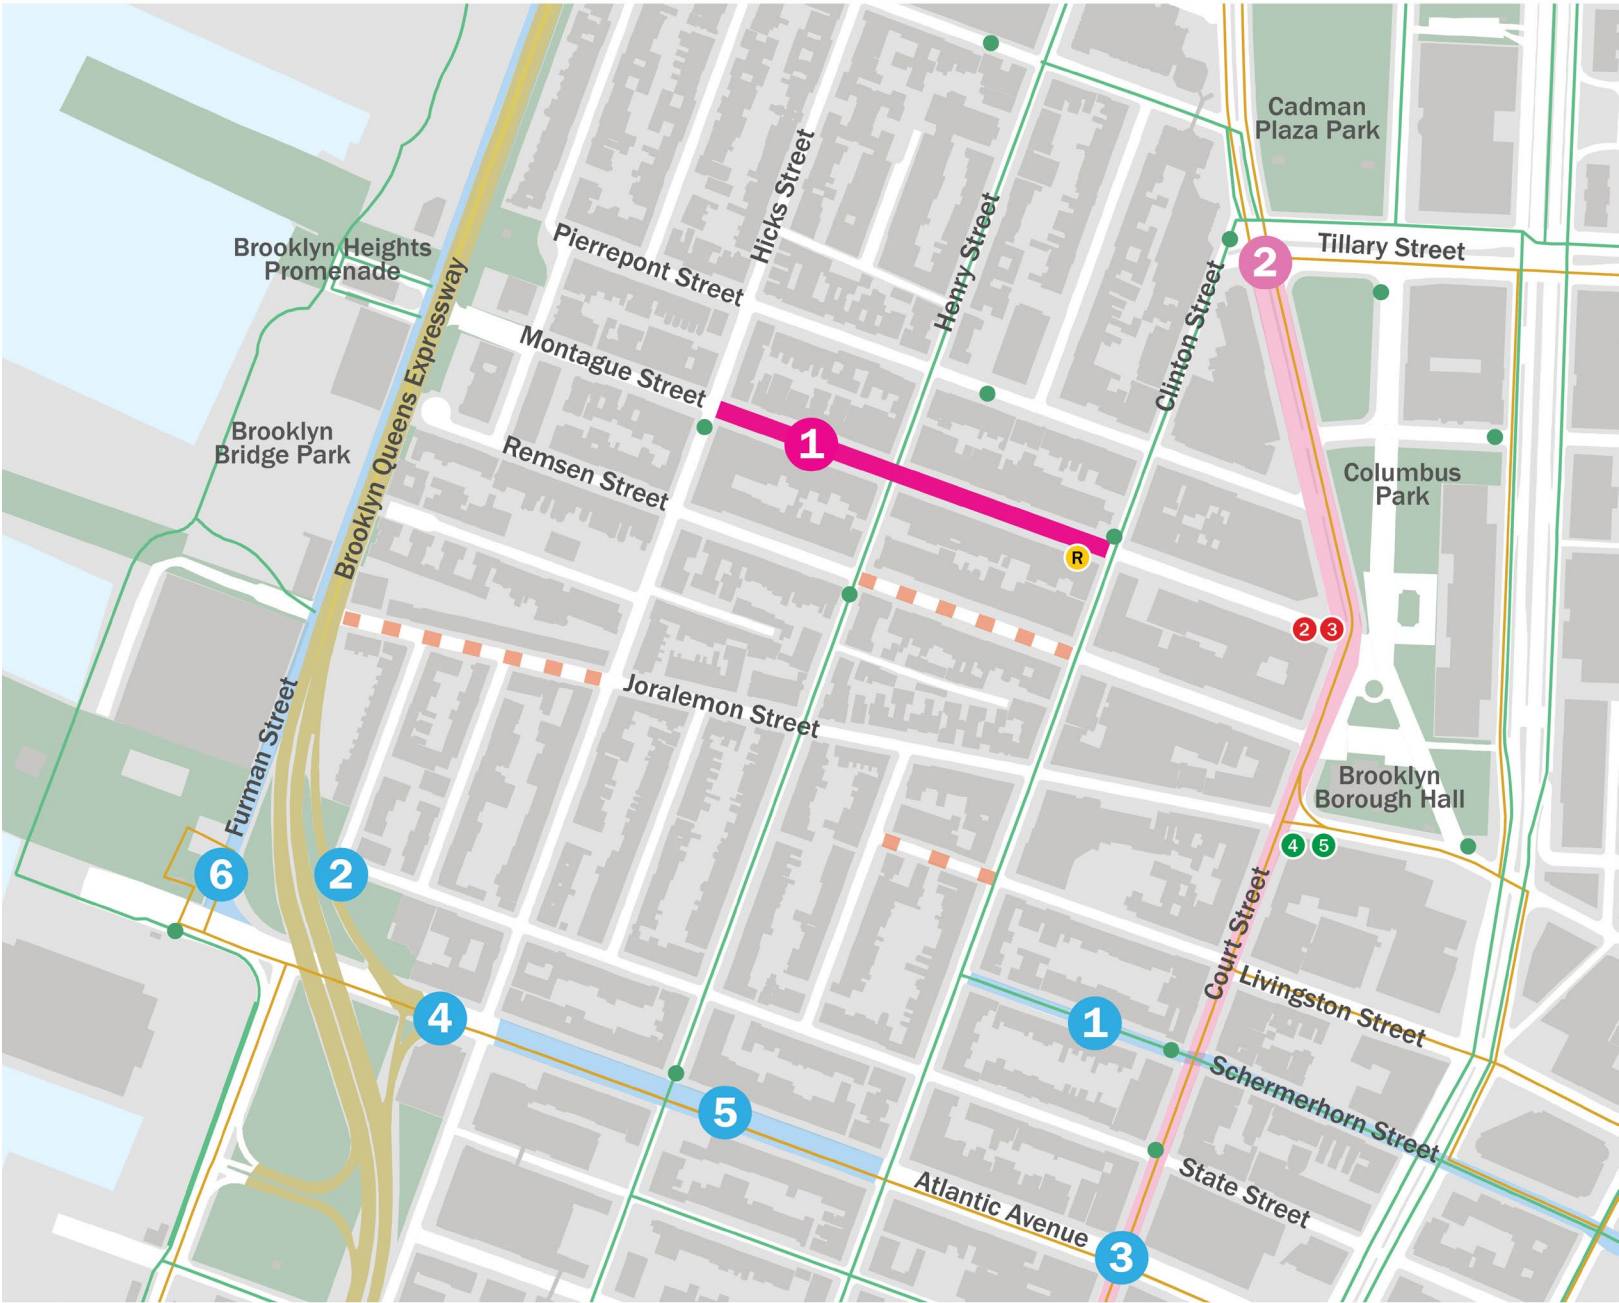 Cadman
Plaza Park
Hicks Street
Henry Street
Pierrepont Street
Brooklyn Heights
Promenade
Tillary Street
2
Clinton Street
Brooklyn Queens Expressway
Montague Street
1
Brooklyn
Bridge Park
Remsen Street
Columbus
Park
R
2 3
Joralemon Street
Furman Street
Brooklyn
Borough Hall
4 5
6
2
Court Street
Livingston Street
4
1
Schermerhorn Street
5
State Street
Atlantic Avenue
3